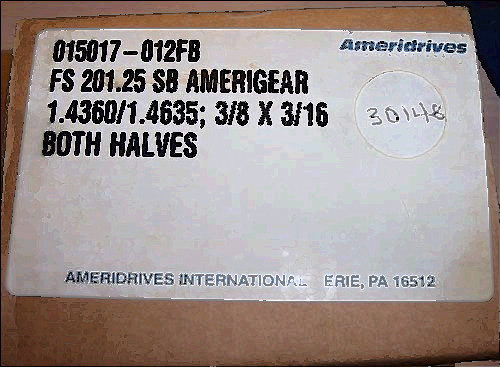 015017-012FB
Ameridrives
FS 201.25 SB AMERIGEAR
1.4360/1.4635; 3/8 X 3/16
30148
BOTH HALVES
AMERIDRIVES INTERNATIONAL ERIE, PA 16512